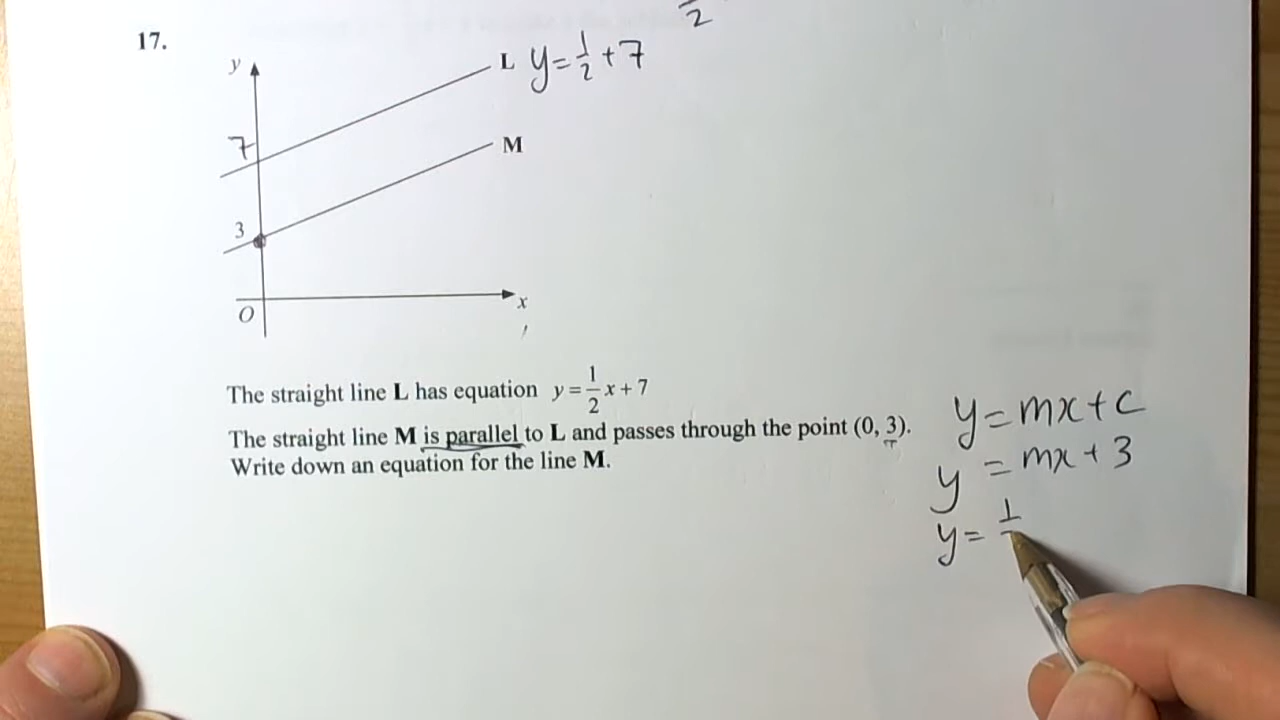 17.
2
y
L y = 1/2 + 7
7
M
3
O
x
The straight line L has equation y = 1/2 x + 7
The straight line M is parallel to L and passes through the point (0, 3).
Write down an equation for the line M.
y = mx + c
y = mx + 3
y = 1